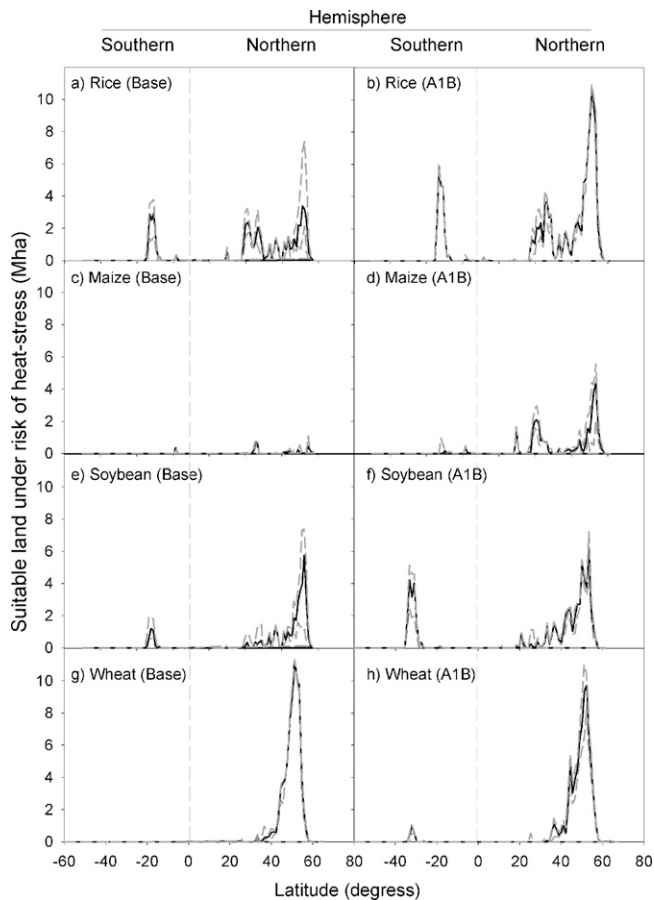 Hemisphere
Southern Northern Southern Northern
a) Rice (Base) b) Rice (A1B)
10
8
6
4
2
0
c) Maize (Base) d) Maize (A1B)
10
8
6
4
2
0
e) Soybean (Base) f) Soybean (A1B)
10
8
6
4
2
0
g) Wheat (Base) h) Wheat (A1B)
10
8
6
4
2
0
Suitable land under risk of heat-stress (Mha)
-60 -40 -20 0 20 40 60 -40 -20 0 20 40 60 80
Latitude (degress)